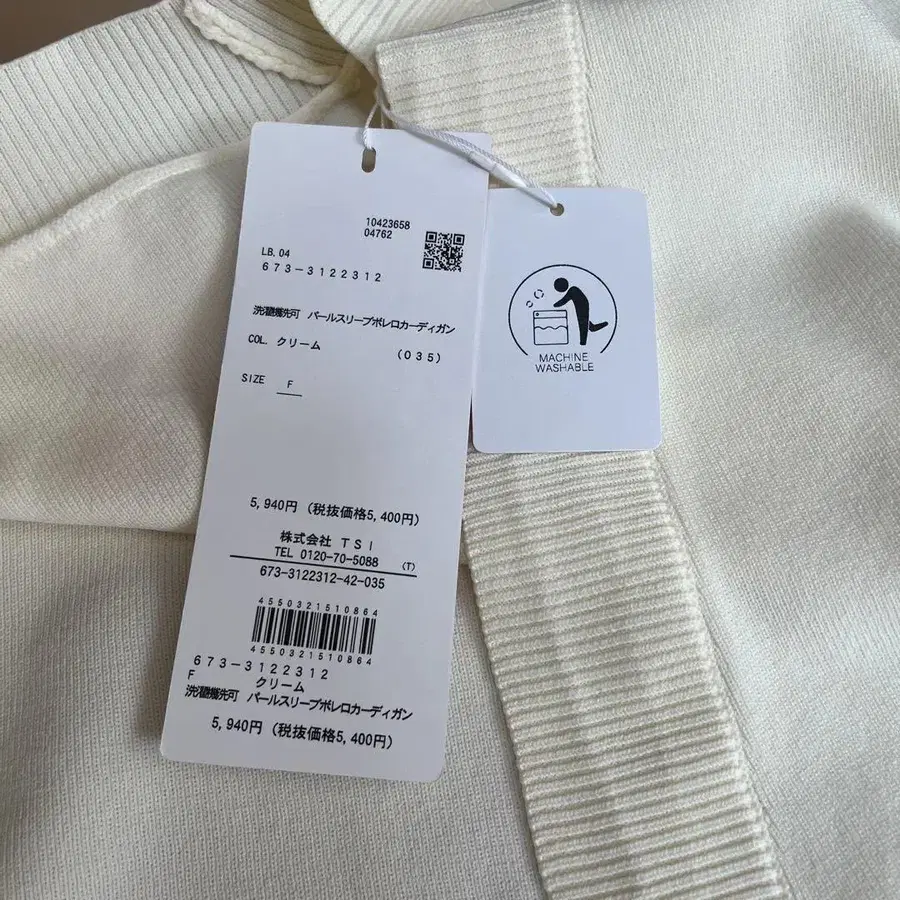 10423658
04762
LB.04
673-3122312
洗濯機洗可 パールスリーブボレロカーディガン
COL. クリーム (035)
SIZE F
5,940円 (税抜価格5,400円)
株式会社 TSI
TEL 0120-70-5088 (T)
673-3122312-42-035
4550321510864
4550321510864
673-3122312
F クリーム
洗濯機洗可 パールスリーブボレロカーディガン
5,940円 (税抜価格5,400円)
MACHINE
WASHABLE